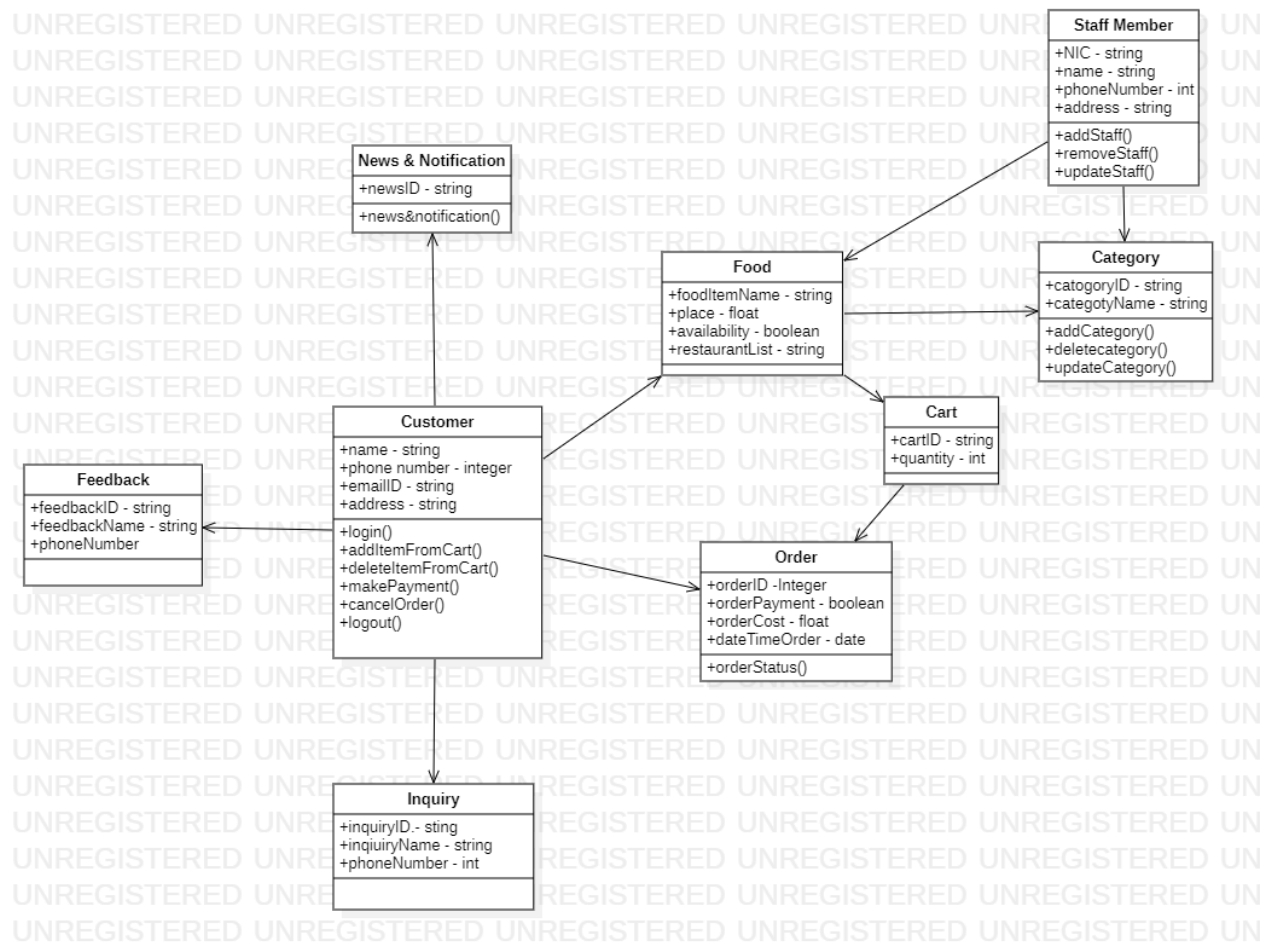 Staff Member
+NIC - string
+name - string
+phoneNumber - int
+address - string
+addStaff()
+removeStaff()
+updateStaff()
News & Notification
+newsID - string
+news&notification()
Food
+foodItemName - string
+place - float
+availability - boolean
+restaurantList - string
Category
+catogoryID - string
+categotyName - string
+addCategory()
+deletecategory()
+updateCategory()
Cart
+cartID - string
+quantity - int
Customer
+name - string
+phone number - integer
+emailID - string
+address - string
+login()
+addItemFromCart()
+deleteItemFromCart()
+makePayment()
+cancelOrder()
+logout()
Feedback
+feedbackID - string
+feedbackName - string
+phoneNumber
Order
+orderID -Integer
+orderPayment - boolean
+orderCost - float
+dateTimeOrder - date
+orderStatus()
Inquiry
+inquiryID.- sting
+inqiuiryName - string
+phoneNumber - int
UNREGISTERED